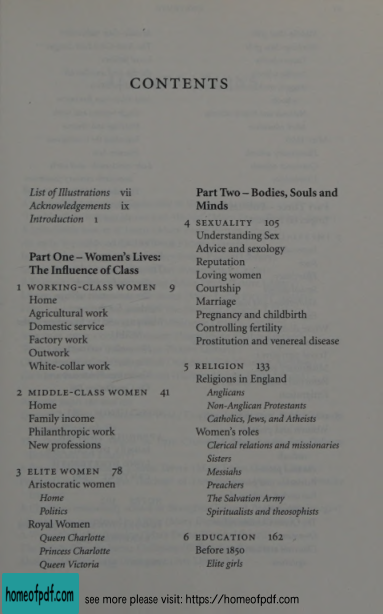 CONTENTS
List of Illustrations vii
Acknowledgements ix
Introduction 1
Part One – Women's Lives:
The Influence of Class
1 WORKING-CLASS WOMEN 9
Home
Agricultural work
Domestic service
Factory work
Outwork
White-collar work
2 MIDDLE-CLASS WOMEN 41
Home
Family income
Philanthropic work
New professions
3 ELITE WOMEN 78
Aristocratic women
Home
Politics
Royal Women
Queen Charlotte
Princess Charlotte
Queen Victoria
Part Two – Bodies, Souls and
Minds
4 SEXUALITY 105
Understanding Sex
Advice and sexology
Reputation
Loving women
Courtship
Marriage
Pregnancy and childbirth
Controlling fertility
Prostitution and venereal disease
5 RELIGION 133
Religions in England
Anglicans
Non-Anglican Protestants
Catholics, Jews, and Atheists
Women's roles
Clerical relations and missionaries
Sisters
Messiahs
Preachers
The Salvation Army
Spiritualists and theosophists
6 EDUCATION 162
Before 1850
Elite girls
homeofpdf.com
see more please visit: https://homeofpdf.com